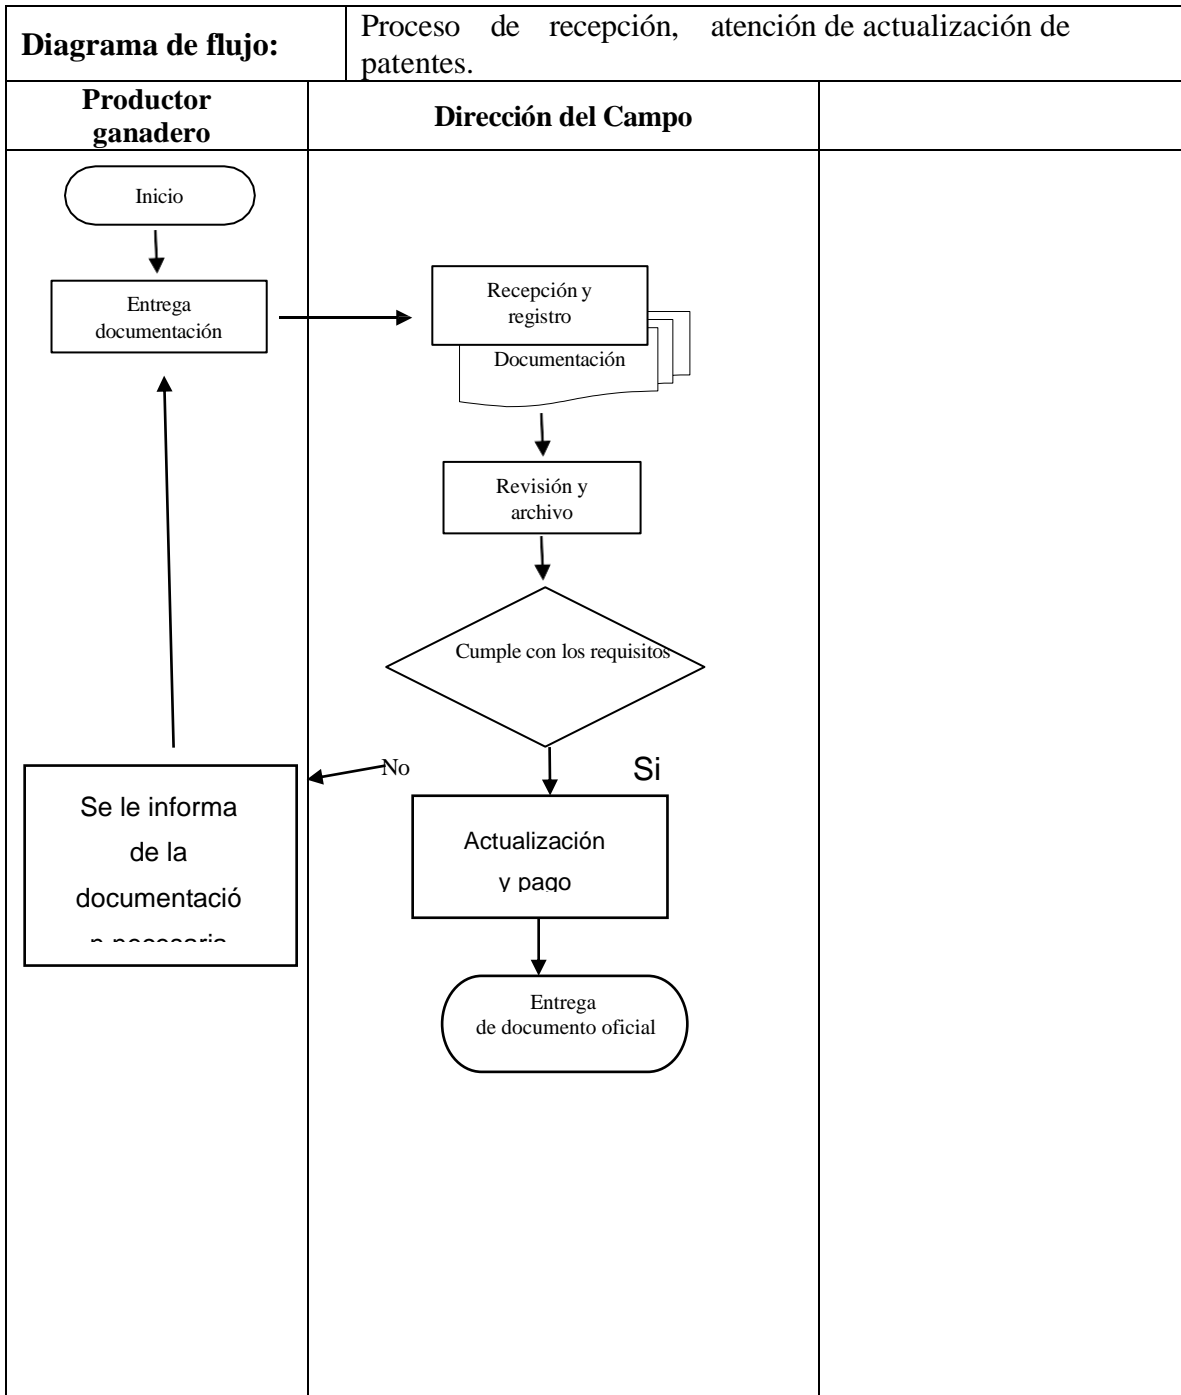 Diagrama de flujo:
Proceso de recepción, atención de actualización de
patentes.
Productor
ganadero
Dirección del Campo
Inicio
Entrega
documentación
Recepción y
registro
Documentación
Revisión y
archivo
Cumple con los requisitos
No
Si
Se le informa
de la
documentació
n necesaria
Actualización
y pago
Entrega
de documento oficial